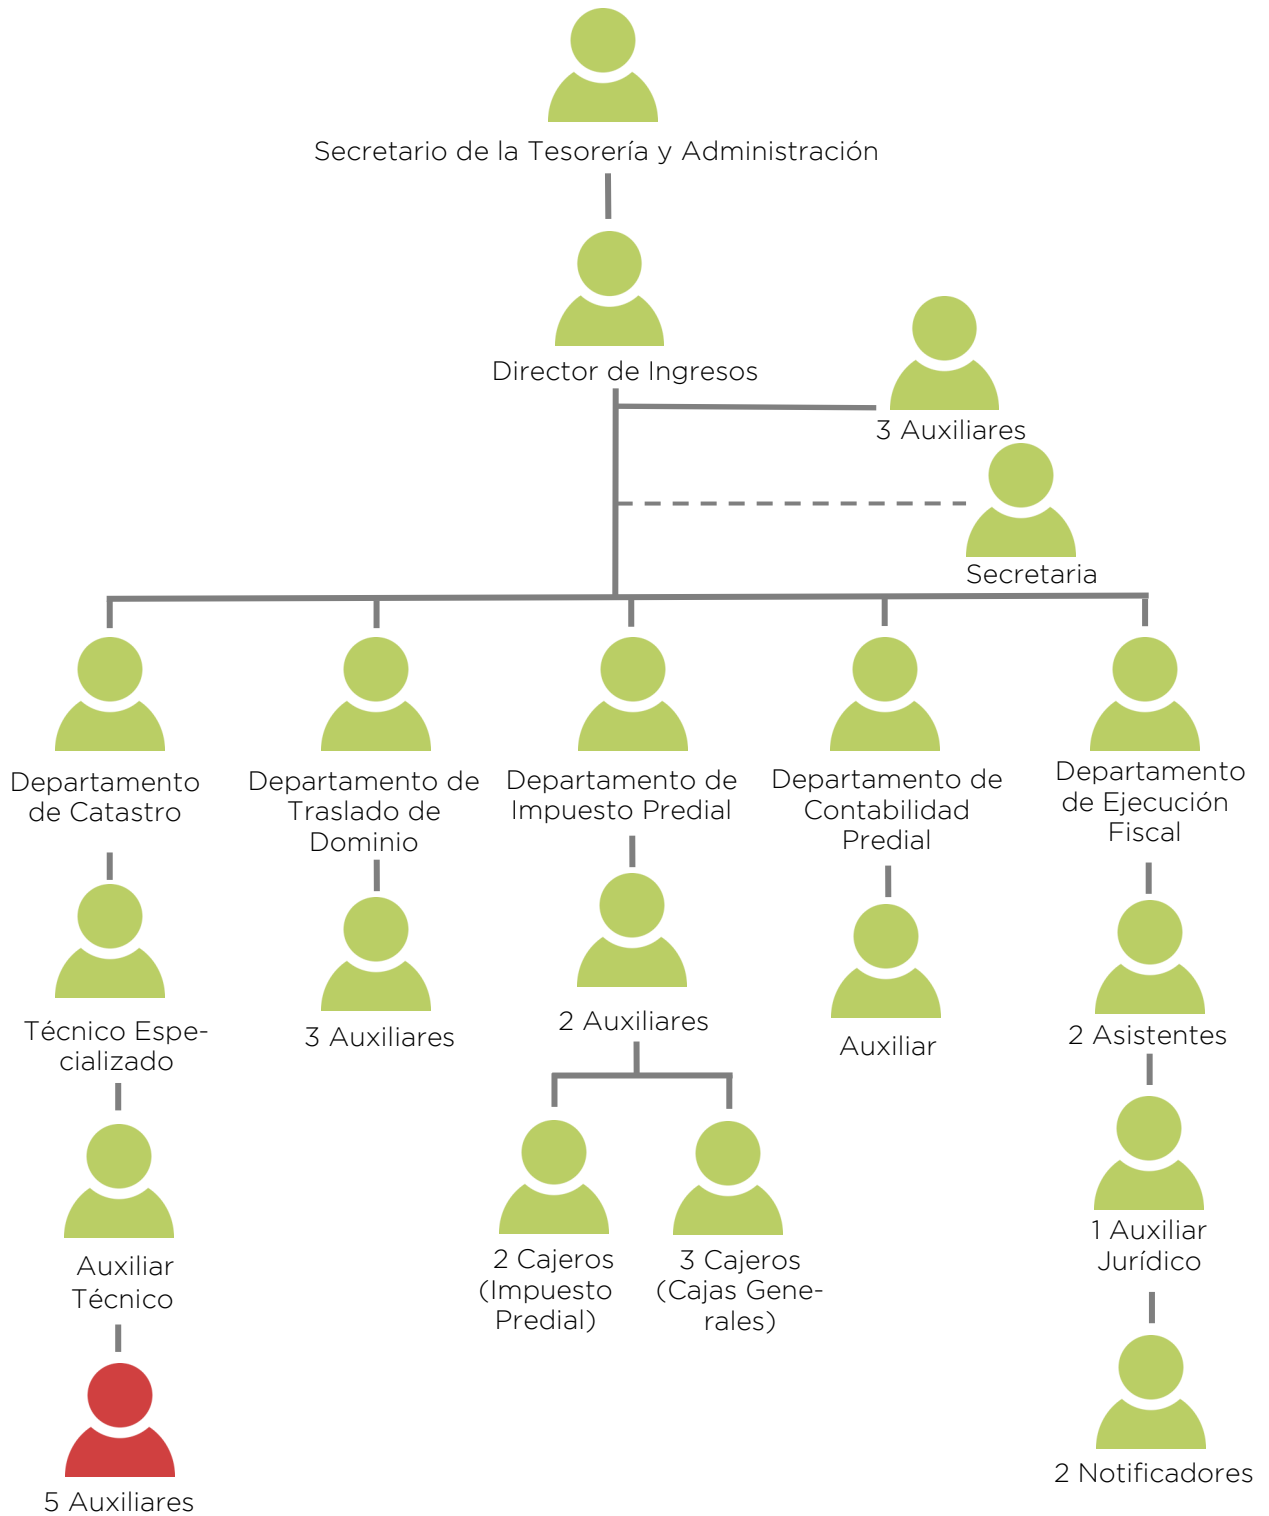 Secretario de la Tesorería y Administración
Director de Ingresos
3 Auxiliares
Secretaria
Departamento
de Catastro
Departamento de
Traslado de
Dominio
Departamento de
Impuesto Predial
Departamento de
Contabilidad
Predial
Departamento
de Ejecución
Fiscal
Técnico Espe-
cializado
3 Auxiliares
2 Auxiliares
Auxiliar
2 Asistentes
Auxiliar
Técnico
2 Cajeros
(Impuesto
Predial)
3 Cajeros
(Cajas Gene-
rales)
1 Auxiliar
Jurídico
5 Auxiliares
2 Notificadores